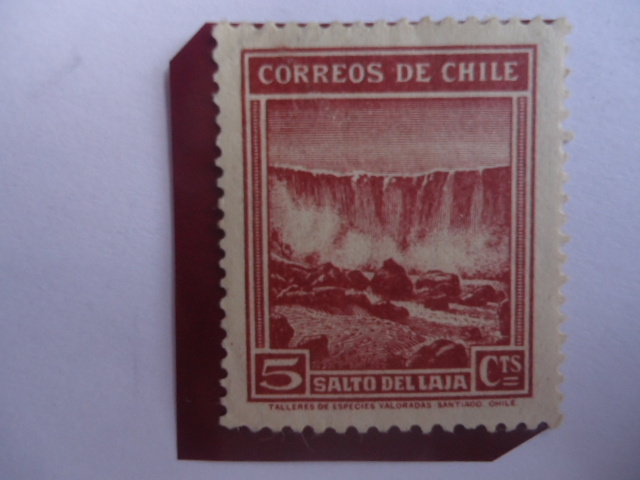 CORREOS DE CHILE
5 SALTO DEL LAJA CTS
TALLERES DE ESPECIES VALORADAS. SANTIAGO. CHILE